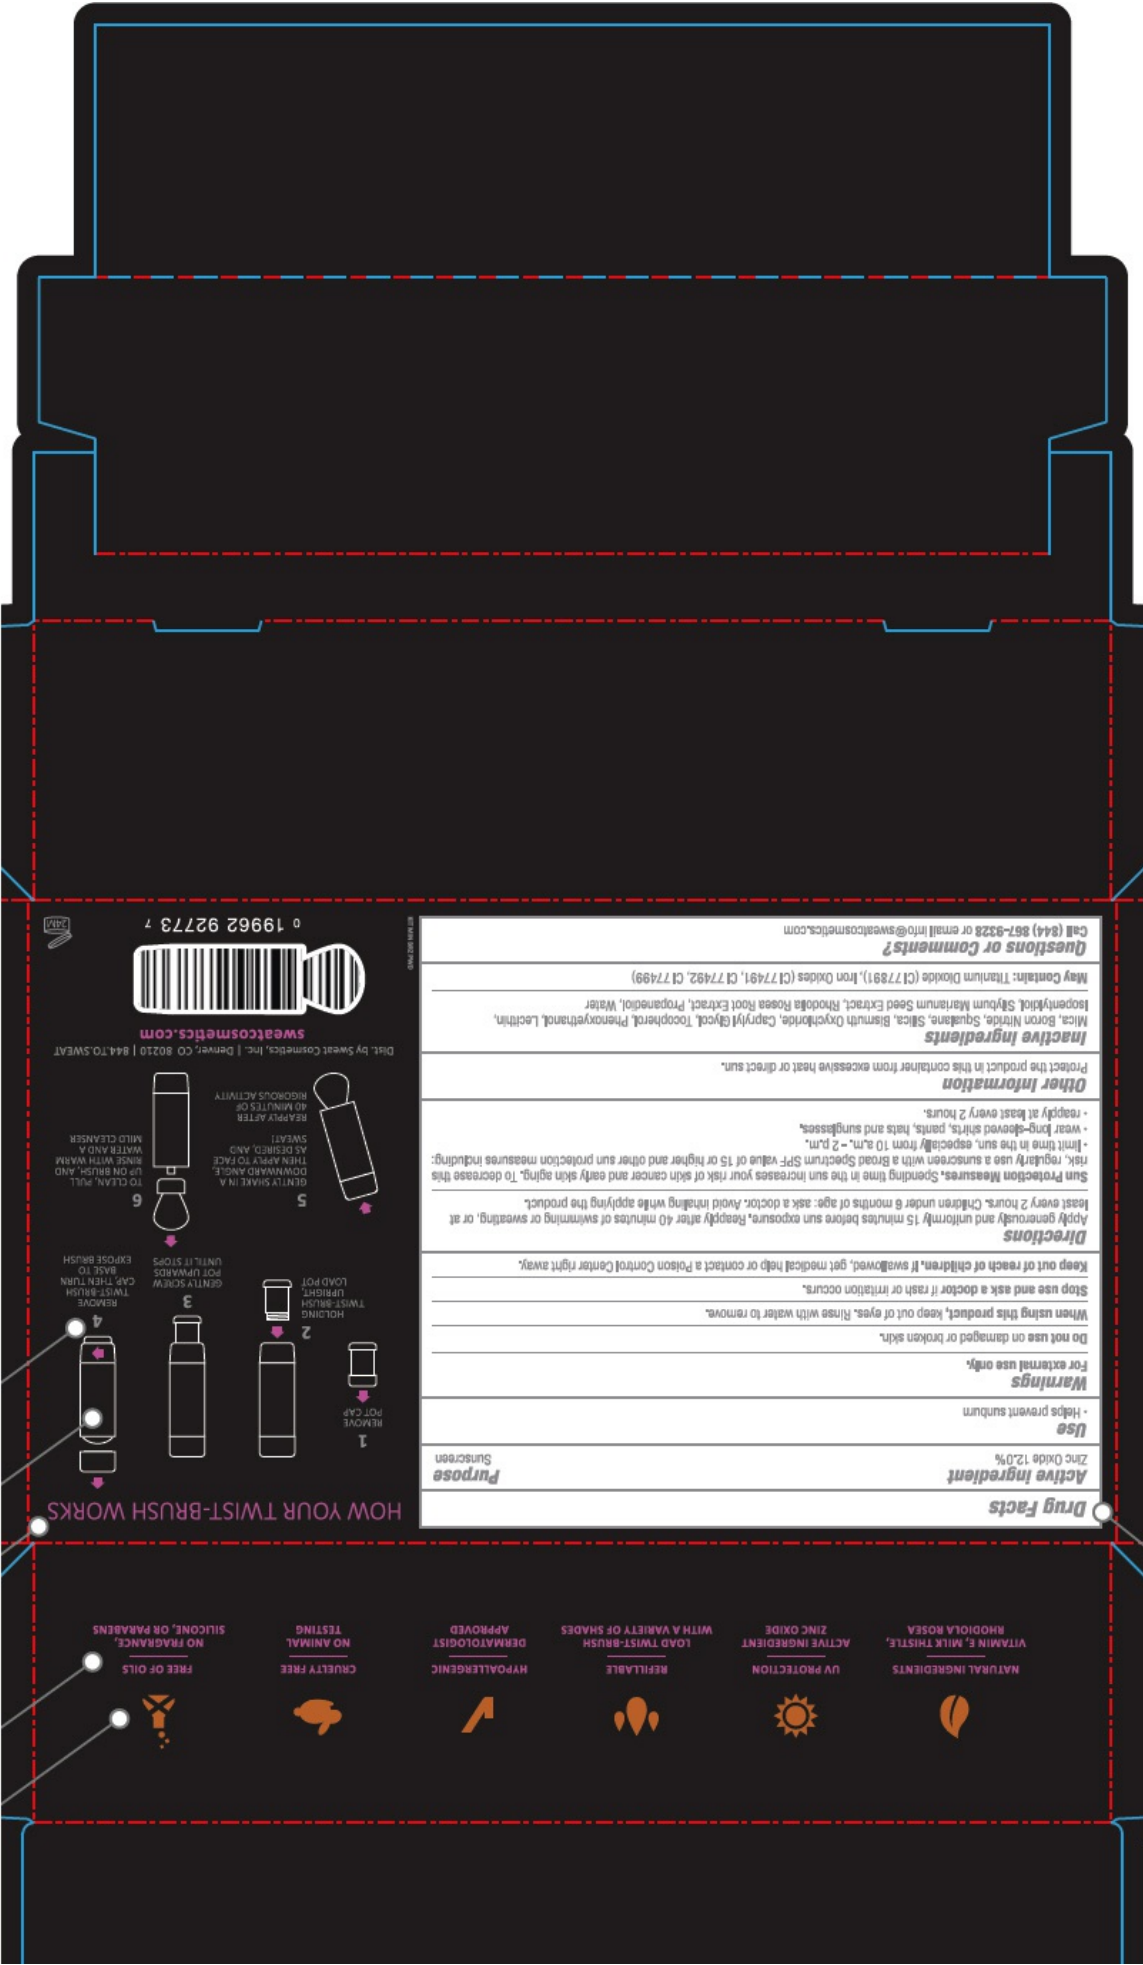 NATURAL INGREDIENTS
VITAMIN E, MILK THISTLE,
RHODIOLA ROSEA
UV PROTECTION
ACTIVE INGREDIENT
ZINC OXIDE
REFILLABLE
LOAD TWIST-BRUSH
WITH A VARIETY OF SHADES
HYPOALLERGENIC
DERMATOLOGIST
APPROVED
CRUELTY FREE
NO ANIMAL
TESTING
FREE OF OILS
NO FRAGRANCE,
SILICONE, OR PARABENS
Drug Facts
Active ingredient Purpose
Zinc Oxide 12.0% Sunscreen
Use
• Helps prevent sunburn
Warnings
For external use only.
Do not use on damaged or broken skin.
When using this product, keep out of eyes. Rinse with water to remove.
Stop use and ask a doctor if rash or irritation occurs.
Keep out of reach of children. If swallowed, get medical help or contact a Poison Control Center right away.
Directions
Apply generously and uniformly 15 minutes before sun exposure. Reapply after 40 minutes of swimming or sweating, or at
least every 2 hours. Children under 6 months of age: ask a doctor. Avoid inhaling while applying the product.
Sun Protection Measures. Spending time in the sun increases your risk of skin cancer and early skin aging. To decrease this
risk, regularly use a sunscreen with a Broad Spectrum SPF value of 15 or higher and other sun protection measures including:
• limit time in the sun, especially from 10 a.m. – 2 p.m.
• wear long-sleeved shirts, pants, hats and sunglasses.
• reapply at least every 2 hours.
Other Information
Protect the product in this container from excessive heat or direct sun.
Inactive ingredients
Mica, Boron Nitride, Squalane, Silica, Bismuth Oxychloride, Caprylyl Glycol, Tocopherol, Phenoxyethanol, Lecithin,
Isopentyldiol, Silybum Marianum Seed Extract, Rhodiola Rosea Root Extract, Propanediol, Water
May Contain: Titanium Dioxide (CI 77891), Iron Oxides (CI 77491, CI 77492, CI 77499)
Questions or Comments?
Call (844) 867-9328 or email info@sweatcosmetics.com
HOW YOUR TWIST-BRUSH WORKS
1
REMOVE
POT CAP
2
HOLDING
TWIST-BRUSH
UPRIGHT,
LOAD POT
3
GENTLY SCREW
POT UPWARDS
UNTIL IT STOPS
4
REMOVE
TWIST-BRUSH
CAP, THEN TURN
BASE TO
EXPOSE BRUSH
5
GENTLY SHAKE IN A
DOWNWARD ANGLE,
THEN APPLY TO FACE
AS DESIRED, AND
SWEAT!
REAPPLY AFTER
40 MINUTES OF
RIGOROUS ACTIVITY
6
TO CLEAN, PULL
UP ON BRUSH, AND
RINSE WITH WARM
WATER AND A
MILD CLEANSER
Dist. by Sweat Cosmetics, Inc. | Denver, CO 80210 | 844.TO.SWEAT
sweatcosmetics.com
0 19962 92773 7
24M